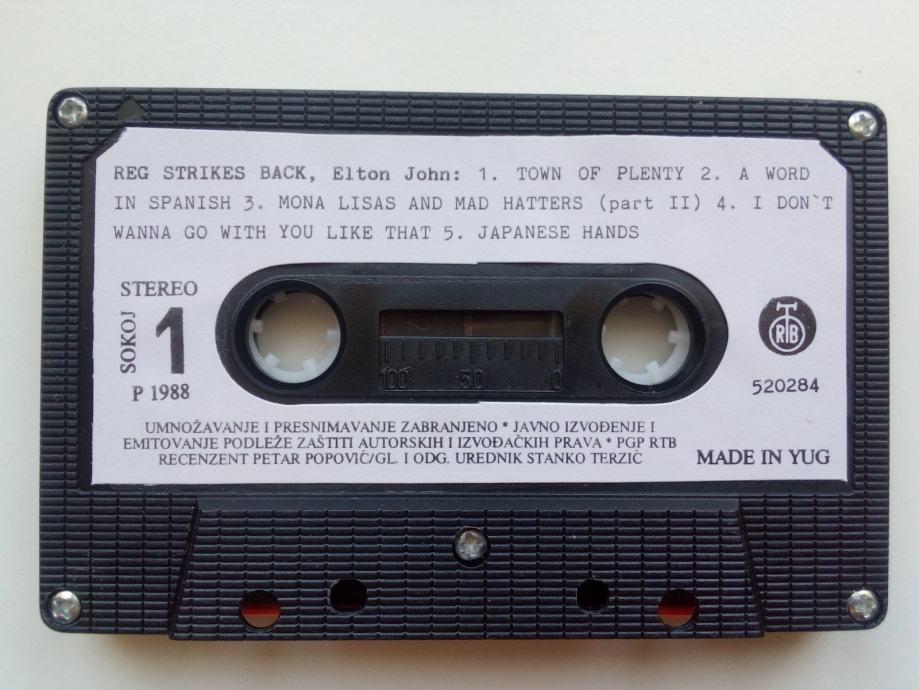 REG STRIKES BACK, Elton John: 1. TOWN OF PLENTY 2. A WORD
IN SPANISH 3. MONA LISAS AND MAD HATTERS (part II) 4. I DON`T
WANNA GO WITH YOU LIKE THAT 5. JAPANESE HANDS
STEREO
SOKOJ
1
P 1988
100 50 0
RTB
520284
UMNOŽAVANJE I PRESNIMAVANJE ZABRANJENO * JAVNO IZVOĐENJE I
EMITOVANJE PODLEŽE ZAŠTITI AUTORSKIH I IZVOĐAČKIH PRAVA * PGP RTB
RECENZENT PETAR POPOVIĆ/GL. I ODG. UREDNIK STANKO TERZIĆ
MADE IN YUG